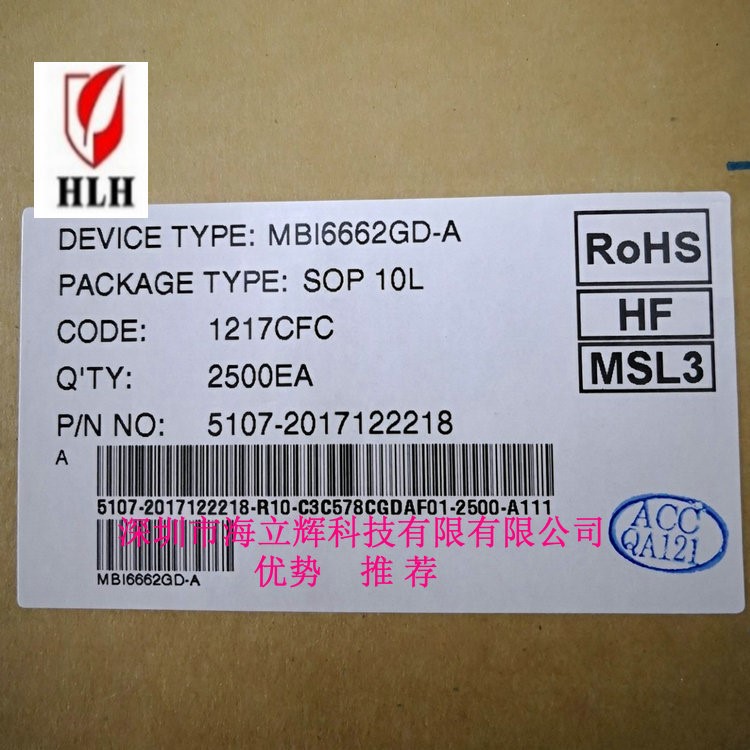 HLH
DEVICE TYPE: MBI6662GD-A
PACKAGE TYPE: SOP 10L
CODE: 1217CFC
Q'TY: 2500EA
P/N NO: 5107-2017122218
RoHS
HF
MSL3
A
5107-2017122218-R10-C3C578CGDAF01-2500-A111
深圳市海立辉科技有限有限公司
优势 推荐
MBI6662GD-A
ACC
QA121